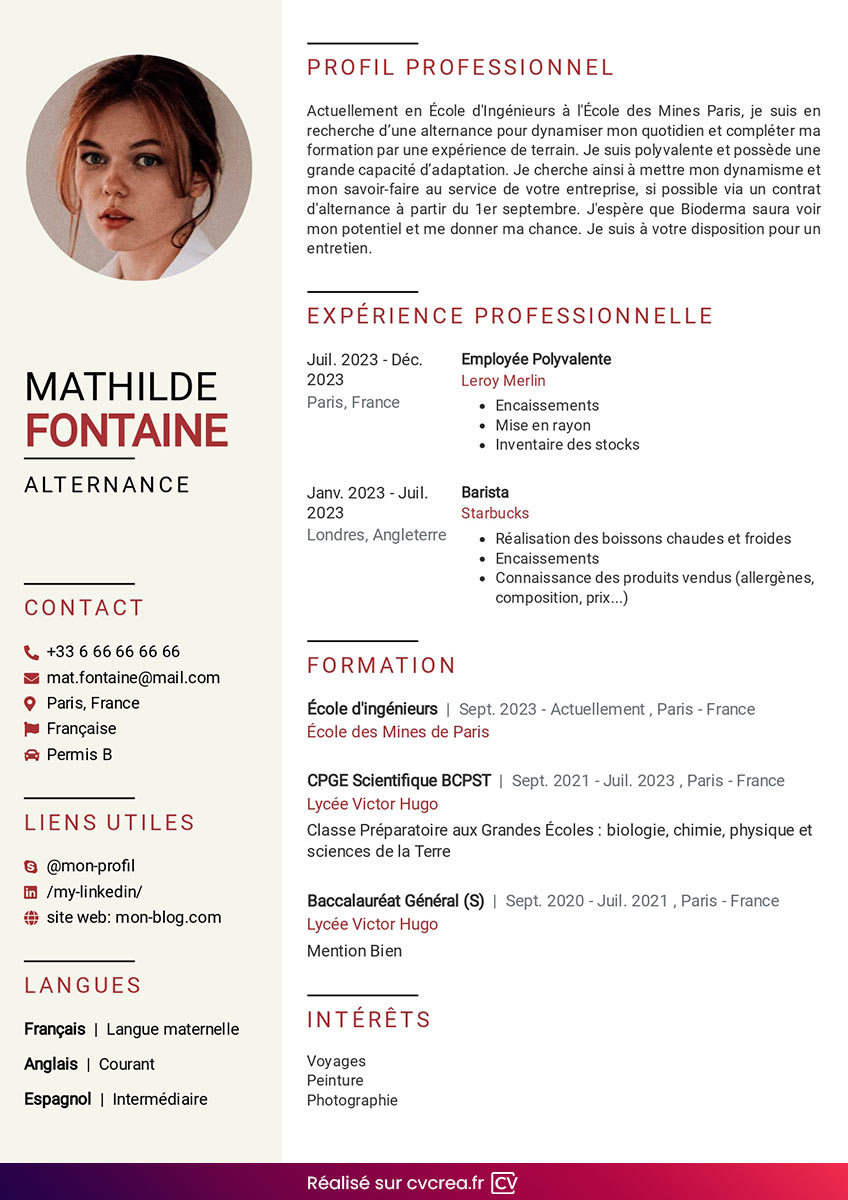 MATHILDE
FONTAINE
ALTERNANCE
CONTACT
+33 6 66 66 66 66
mat.fontaine@mail.com
Paris, France
Française
Permis B
LIENS UTILES
@mon-profil
/my-linkedin/
site web: mon-blog.com
LANGUES
Français | Langue maternelle
Anglais | Courant
Espagnol | Intermédiaire
PROFIL PROFESSIONNEL
Actuellement en École d'Ingénieurs à l'École des Mines Paris, je suis en
recherche d’une alternance pour dynamiser mon quotidien et compléter ma
formation par une expérience de terrain. Je suis polyvalente et possède une
grande capacité d’adaptation. Je cherche ainsi à mettre mon dynamisme et
mon savoir-faire au service de votre entreprise, si possible via un contrat
d'alternance à partir du 1er septembre. J'espère que Bioderma saura voir
mon potentiel et me donner ma chance. Je suis à votre disposition pour un
entretien.
EXPÉRIENCE PROFESSIONNELLE
Juil. 2023 - Déc.
2023
Paris, France
Employée Polyvalente
Leroy Merlin
• Encaissements
• Mise en rayon
• Inventaire des stocks
Janv. 2023 - Juil.
2023
Londres, Angleterre
Barista
Starbucks
• Réalisation des boissons chaudes et froides
• Encaissements
• Connaissance des produits vendus (allergènes,
composition, prix...)
FORMATION
École d'ingénieurs | Sept. 2023 - Actuellement , Paris - France
École des Mines de Paris
CPGE Scientifique BCPST | Sept. 2021 - Juil. 2023 , Paris - France
Lycée Victor Hugo
Classe Préparatoire aux Grandes Écoles : biologie, chimie, physique et
sciences de la Terre
Baccalauréat Général (S) | Sept. 2020 - Juil. 2021 , Paris - France
Lycée Victor Hugo
Mention Bien
INTÉRÊTS
Voyages
Peinture
Photographie
Réalisé sur cvcrea.fr CV